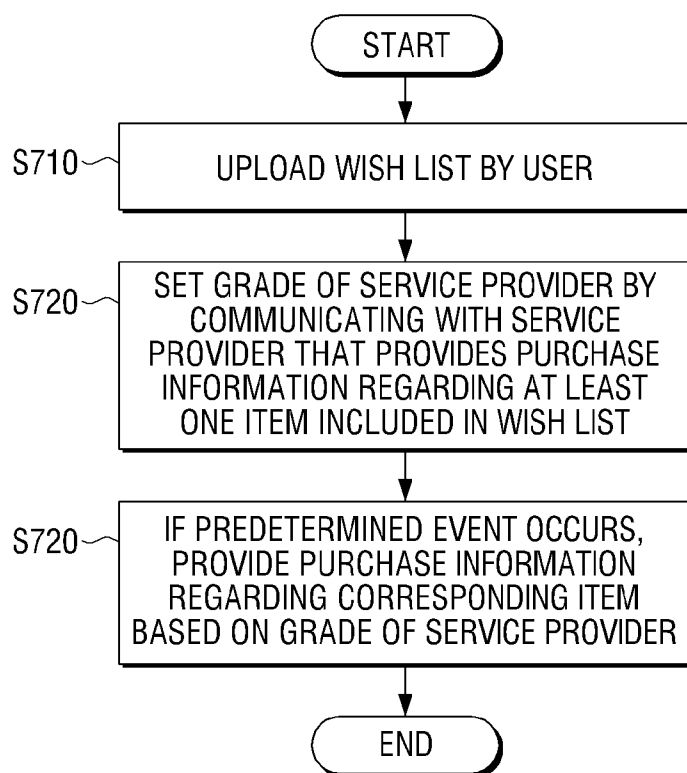 START
S710
UPLOAD WISH LIST BY USER
S720
SET GRADE OF SERVICE PROVIDER BY
COMMUNICATING WITH SERVICE
PROVIDER THAT PROVIDES PURCHASE
INFORMATION REGARDING AT LEAST
ONE ITEM INCLUDED IN WISH LIST
S720
IF PREDETERMINED EVENT OCCURS,
PROVIDE PURCHASE INFORMATION
REGARDING CORRESPONDING ITEM
BASED ON GRADE OF SERVICE PROVIDER
END